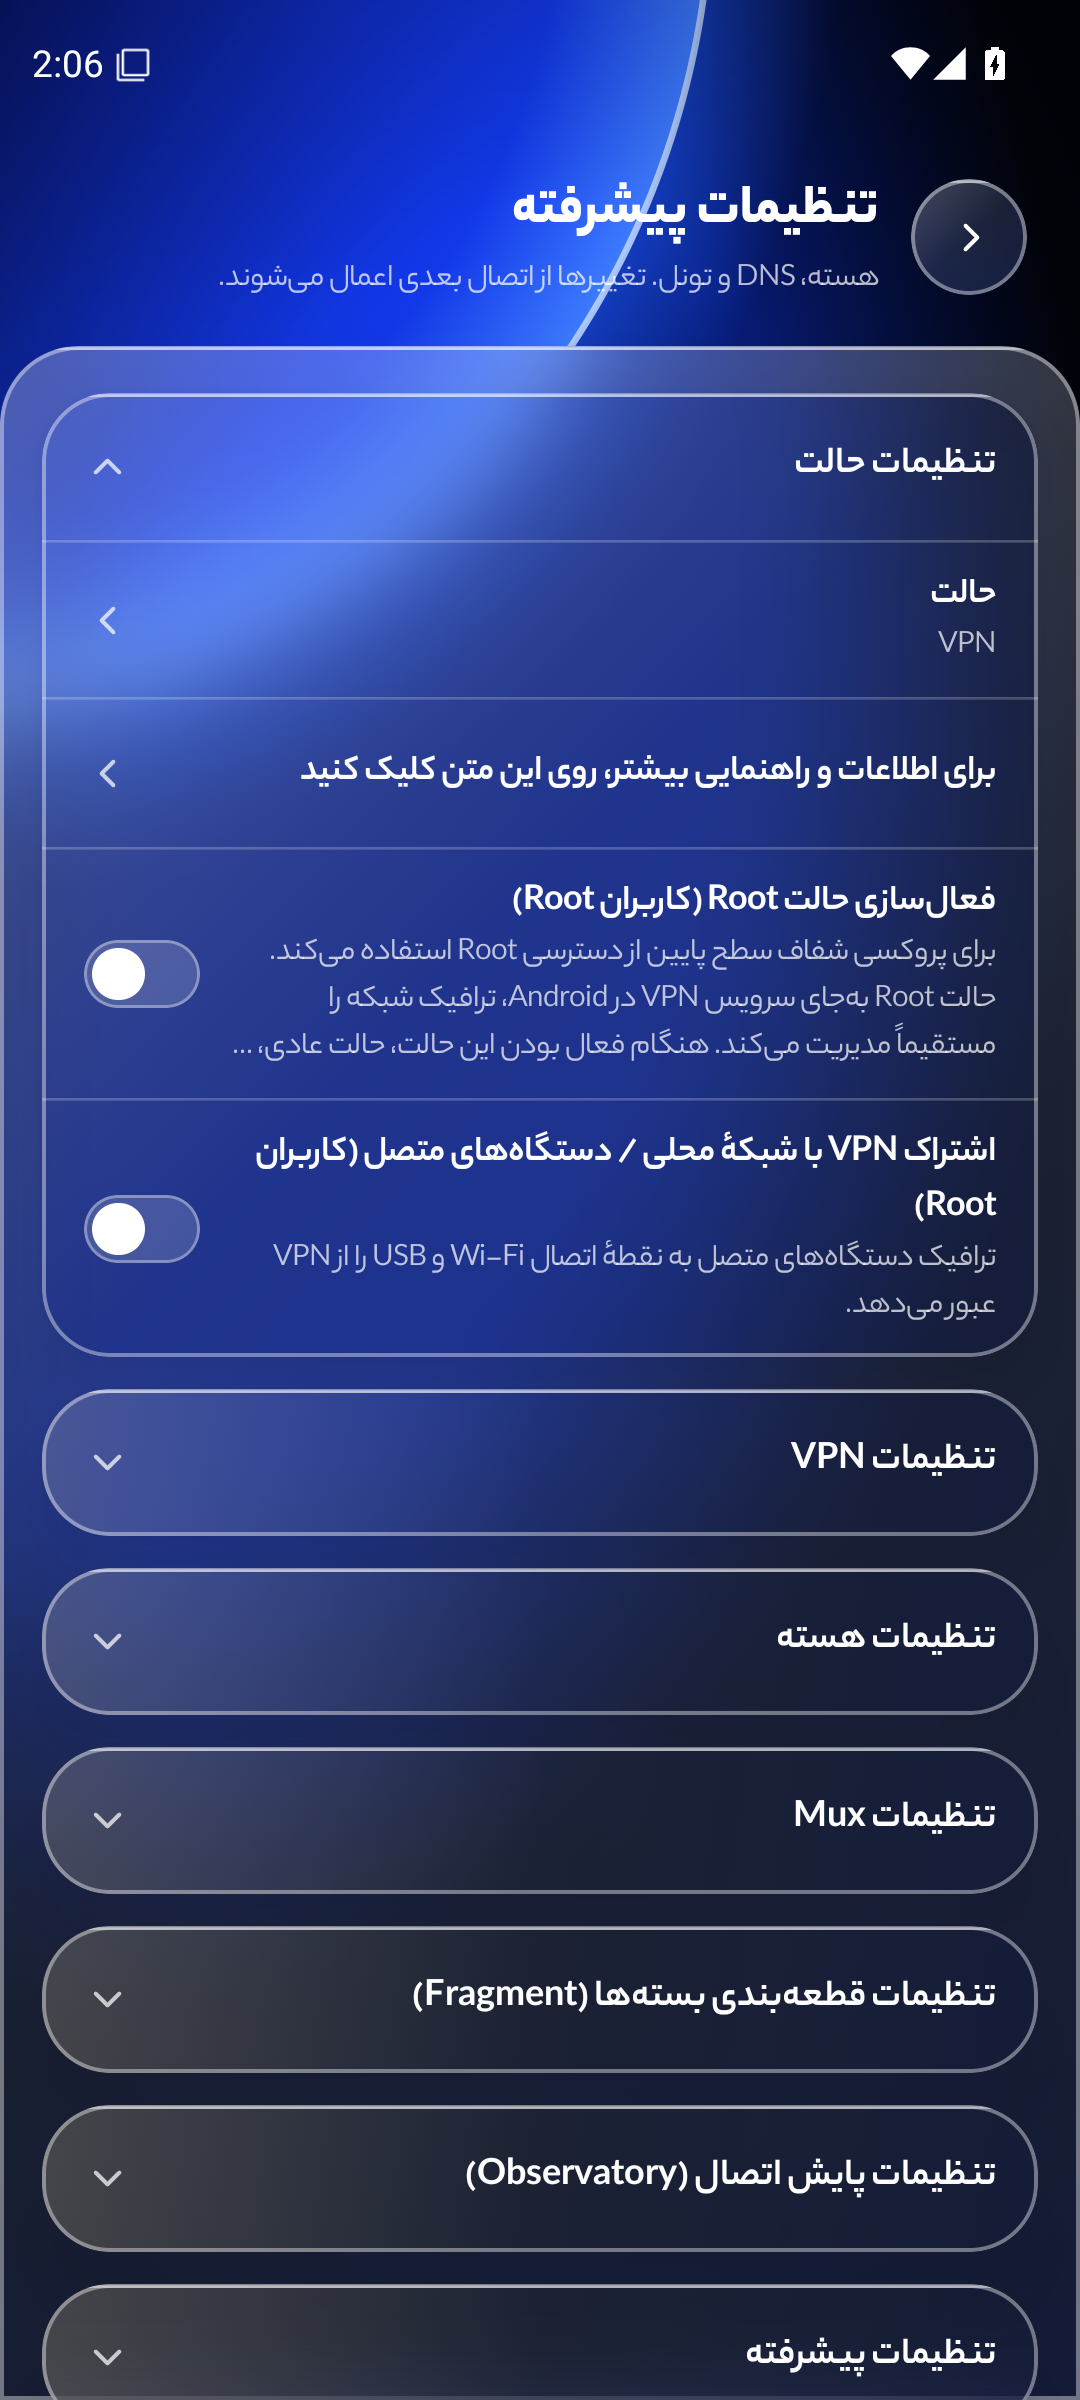 2:06
تنظیمات پیشرفته
هسته، DNS و تونل. تغییرها از اتصال بعدی اعمال می‌شوند.
تنظیمات حالت
حالت
VPN
برای اطلاعات و راهنمایی بیشتر، روی این متن کلیک کنید
فعال‌سازی حالت Root (کاربران Root)
برای پروکسی شفاف سطح پایین از دسترسی Root استفاده می‌کند.
حالت Root به‌جای سرویس VPN در Android، ترافیک شبکه را
مستقیماً مدیریت می‌کند. هنگام فعال بودن این حالت، حالت عادی، ...
اشتراک VPN با شبکهٔ محلی / دستگاه‌های متصل (کاربران
Root)
ترافیک دستگاه‌های متصل به نقطهٔ اتصال Wi-Fi و USB را از VPN
عبور می‌دهد.
تنظیمات VPN
تنظیمات هسته
تنظیمات Mux
تنظیمات قطعه‌بندی بسته‌ها (Fragment)
تنظیمات پایش اتصال (Observatory)
تنظیمات پیشرفته